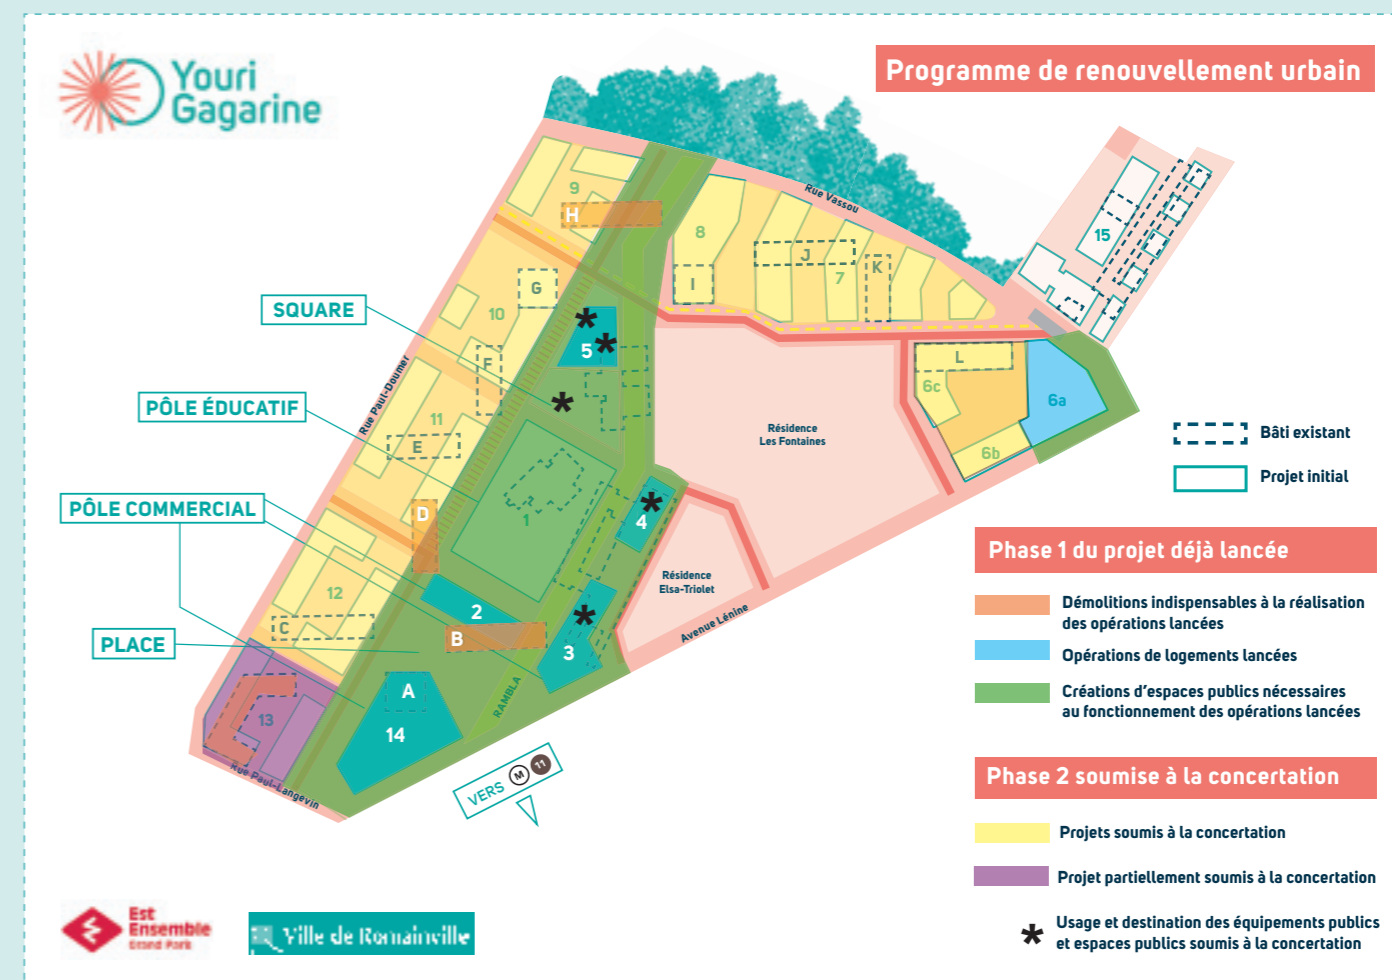 Youri
Gagarine
Programme de renouvellement urbain
Rue Vassou
9
H
8
J
7
K
I
15
G
10
SQUARE
5
F
L
6c
6a
6b
Rue Paul-Doumer
PÔLE ÉDUCATIF
11
E
Résidence
Les Fontaines
Bâti existant
Projet initial
PÔLE COMMERCIAL
D
1
4
12
C
2
B
3
Résidence
Elsa-Triolet
Avenue Lénine
PLACE
A
14
13
RAMBLA
Rue Paul-Langevin
VERS M 11
Phase 1 du projet déjà lancée
Démolitions indispensables à la réalisation
des opérations lancées
Opérations de logements lancées
Créations d'espaces publics nécessaires
au fonctionnement des opérations lancées
Phase 2 soumise à la concertation
Projets soumis à la concertation
Projet partiellement soumis à la concertation
* Usage et destination des équipements publics
et espaces publics soumis à la concertation
Est
Ensemble
Grand Paris
Ville de Romainville